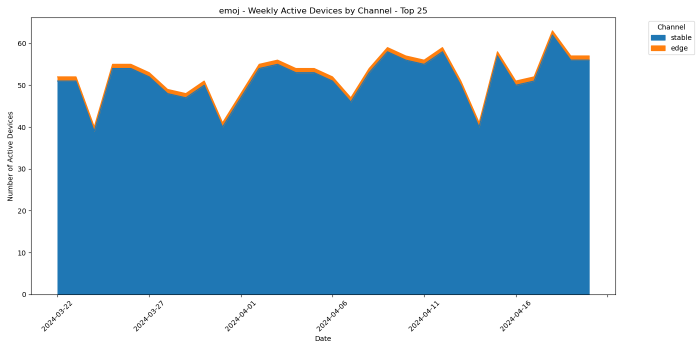 emoj - Weekly Active Devices by Channel - Top 25
Channel
stable
edge
Number of Active Devices
60
50
40
30
20
10
0
2024-03-22
2024-03-27
2024-04-01
2024-04-06
2024-04-11
2024-04-16
Date